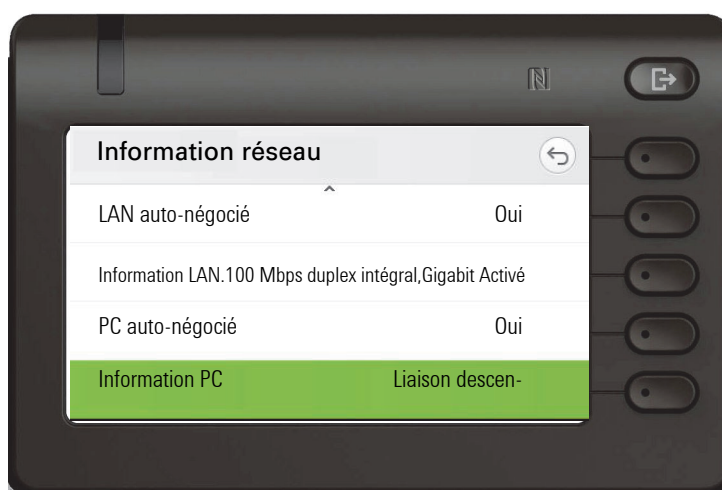 Information réseau
LAN auto-négocié Oui
Information LAN.100 Mbps duplex intégral,Gigabit Activé
PC auto-négocié Oui
Information PC Liaison descen-